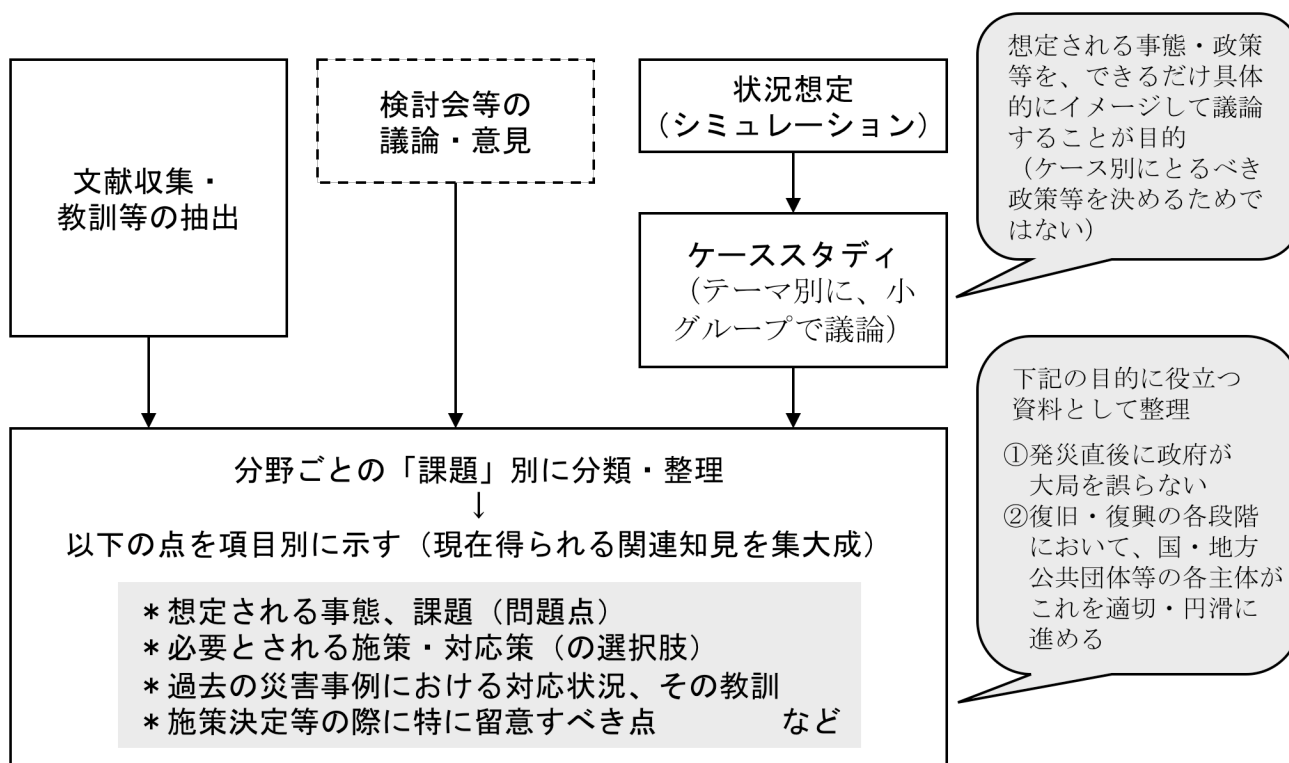 文献収集・
教訓等の抽出
検討会等の
議論・意見
状況想定
（シミュレーション）
ケーススタディ
（テーマ別に、小
グループで議論）
想定される事態・政策
等を、できるだけ具体
的にイメージして議論
することが目的
（ケース別にとるべき
政策等を決めるためで
はない）
下記の目的に役立つ
資料として整理
①発災直後に政府が
大局を誤らない
②復旧・復興の各段階
において、国・地方
公共団体等の各主体が
これを適切・円滑に
進める
分野ごとの「課題」別に分類・整理
↓
以下の点を項目別に示す（現在得られる関連知見を集大成）
＊想定される事態、課題（問題点）
＊必要とされる施策・対応策（の選択肢）
＊過去の災害事例における対応状況、その教訓
＊施策決定等の際に特に留意すべき点　　　　など